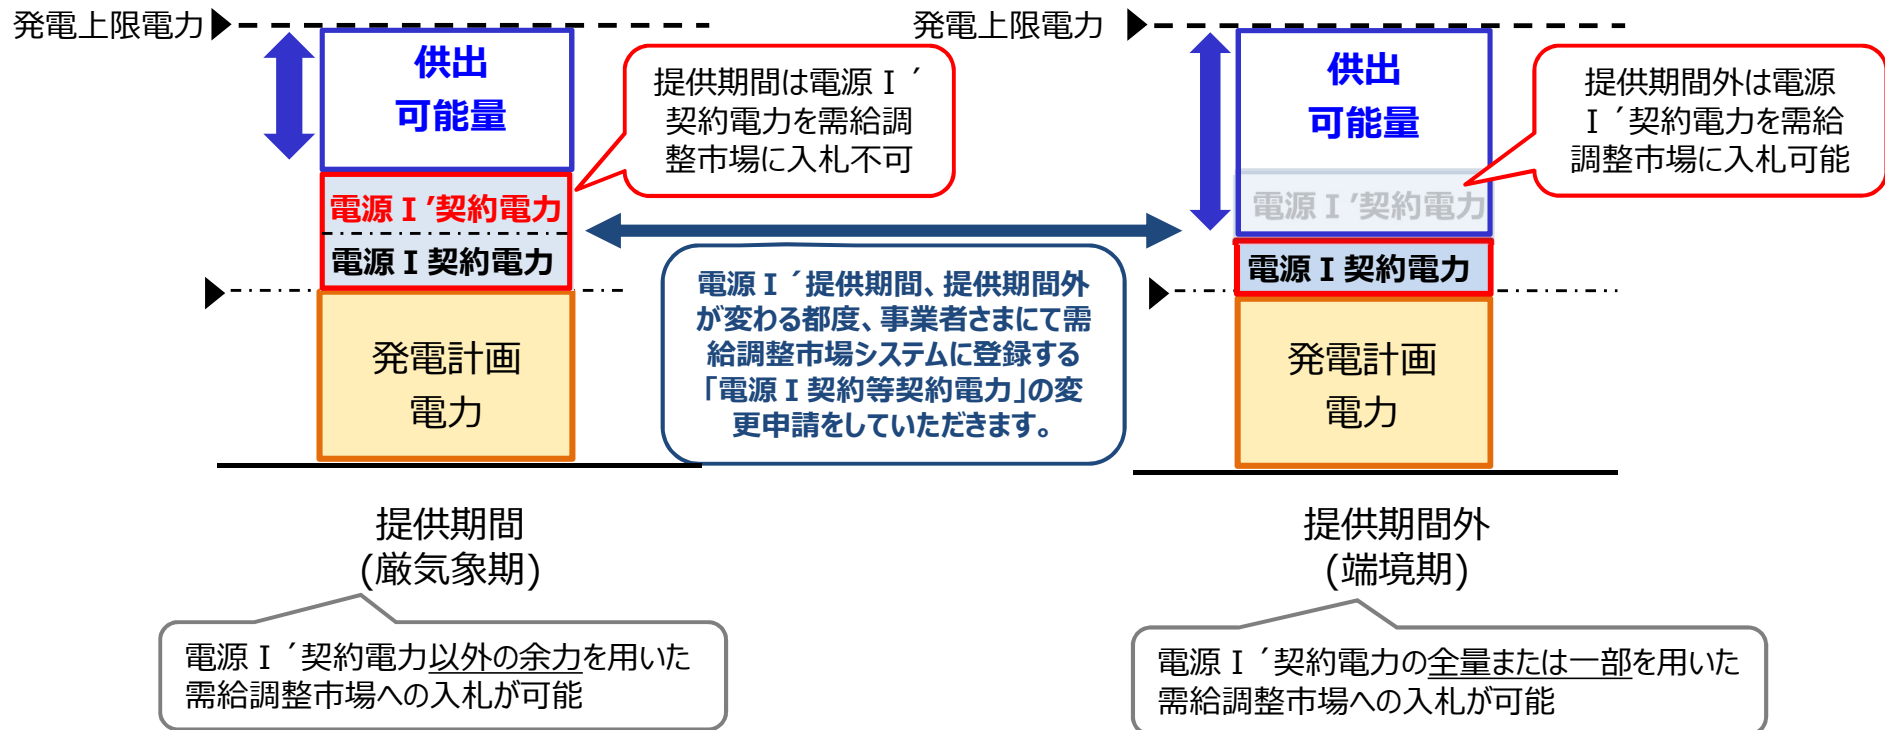 発電上限電力
供出
可能量
提供期間は電源Ⅰ´
契約電力を需給調
整市場に入札不可
電源Ⅰ′契約電力
電源Ⅰ契約電力
発電計画
電力
提供期間
(厳気象期)
電源Ⅰ´契約電力以外の余力を用いた
需給調整市場への入札が可能
電源Ⅰ´提供期間、提供期間外
が変わる都度、事業者さまにて需
給調整市場システムに登録する
「電源Ⅰ契約等契約電力」の変
更申請をしていただきます。
発電上限電力
供出
可能量
提供期間外は電源
Ⅰ´契約電力を需給
調整市場に入札可能
電源Ⅰ′契約電力
電源Ⅰ契約電力
発電計画
電力
提供期間外
(端境期)
電源Ⅰ´契約電力の全量または一部を用いた
需給調整市場への入札が可能